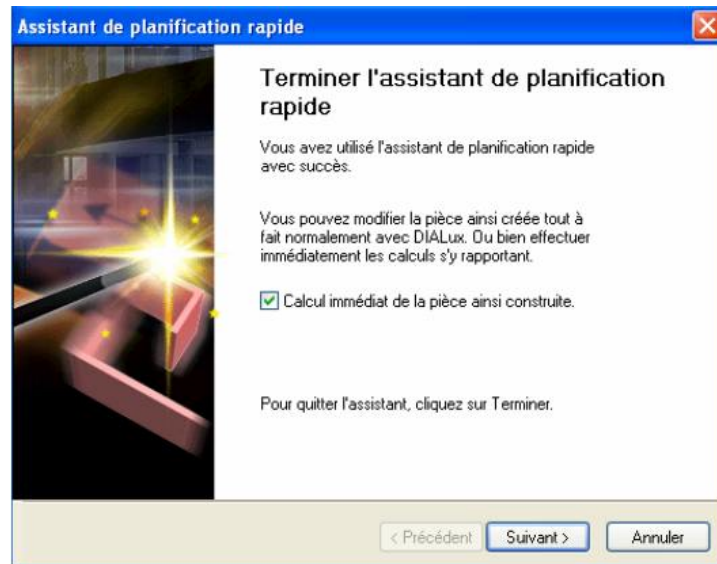 Assistant de planification rapide
Terminer l'assistant de planification
rapide
Vous avez utilisé l'assistant de planification rapide
avec succès.
Vous pouvez modifier la pièce ainsi créée tout à
fait normalement avec DIALux. Ou bien effectuer
immédiatement les calculs s'y rapportant.
Calcul immédiat de la pièce ainsi construite.
Pour quitter l'assistant, cliquez sur Terminer.
< Précédent Suivant > Annuler